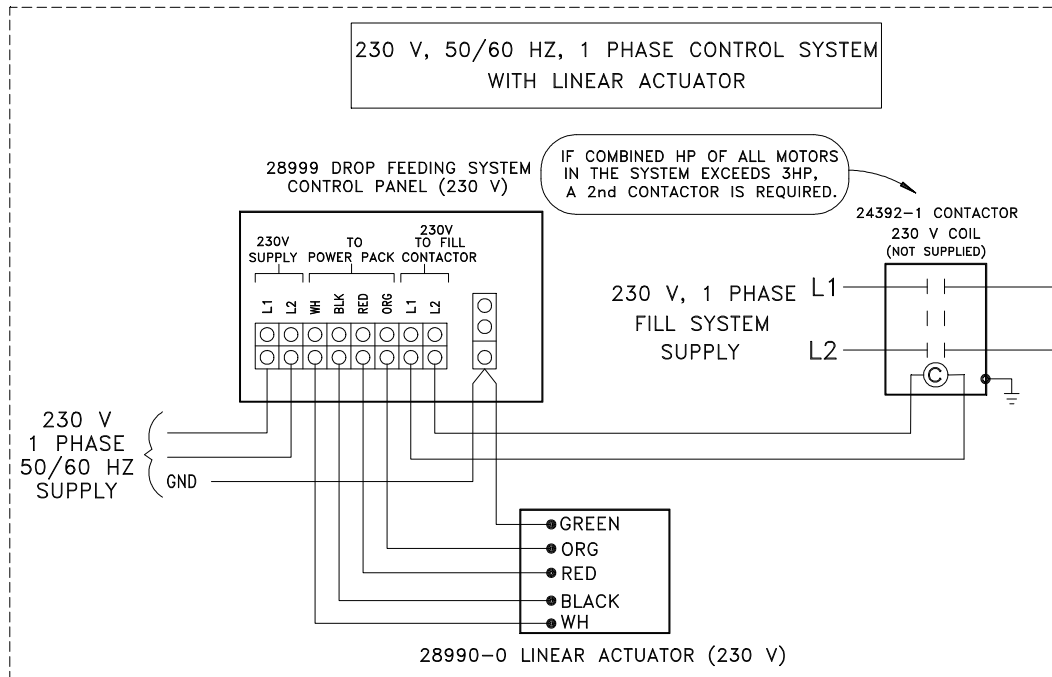 230 V, 50/60 HZ, 1 PHASE CONTROL SYSTEM
WITH LINEAR ACTUATOR
IF COMBINED HP OF ALL MOTORS
IN THE SYSTEM EXCEEDS 3HP,
A 2nd CONTACTOR IS REQUIRED.
28999 DROP FEEDING SYSTEM
CONTROL PANEL (230 V)
24392-1 CONTACTOR
230 V COIL
(NOT SUPPLIED)
230V
SUPPLY
TO
POWER PACK
230V
TO FILL
CONTACTOR
L1
L2
WH
BLK
RED
ORG
L1
L2
230 V, 1 PHASE
FILL SYSTEM
SUPPLY
L1
L2
C
230 V
1 PHASE
50/60 HZ
SUPPLY
GND
GREEN
ORG
RED
BLACK
WH
28990-0 LINEAR ACTUATOR (230 V)